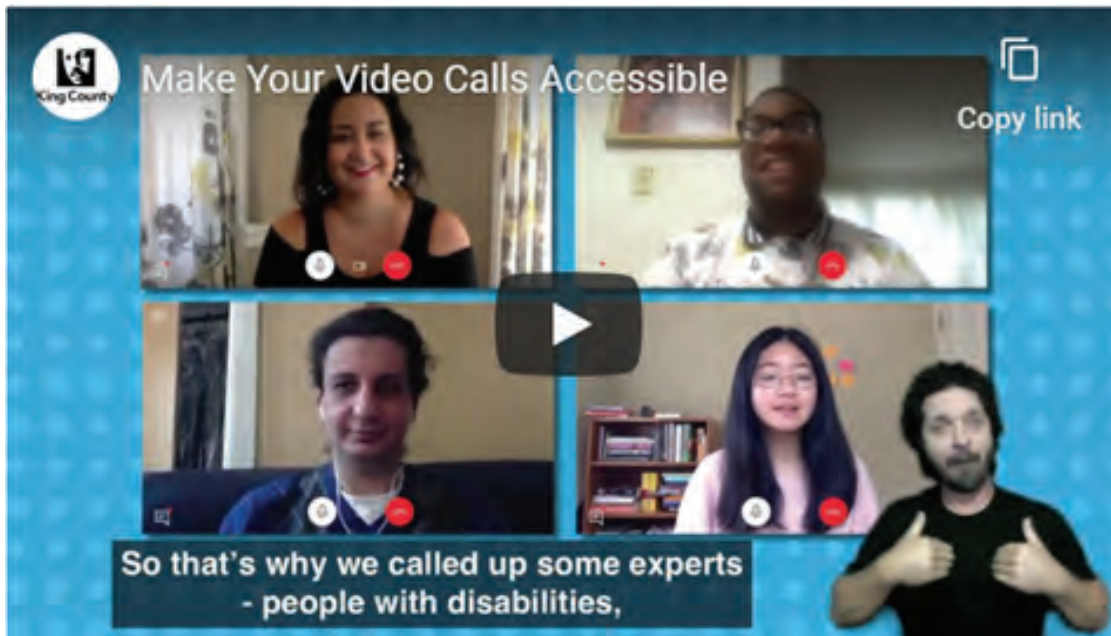 King County
Make Your Video Calls Accessible
Copy link
So that's why we called up some experts
- people with disabilities,